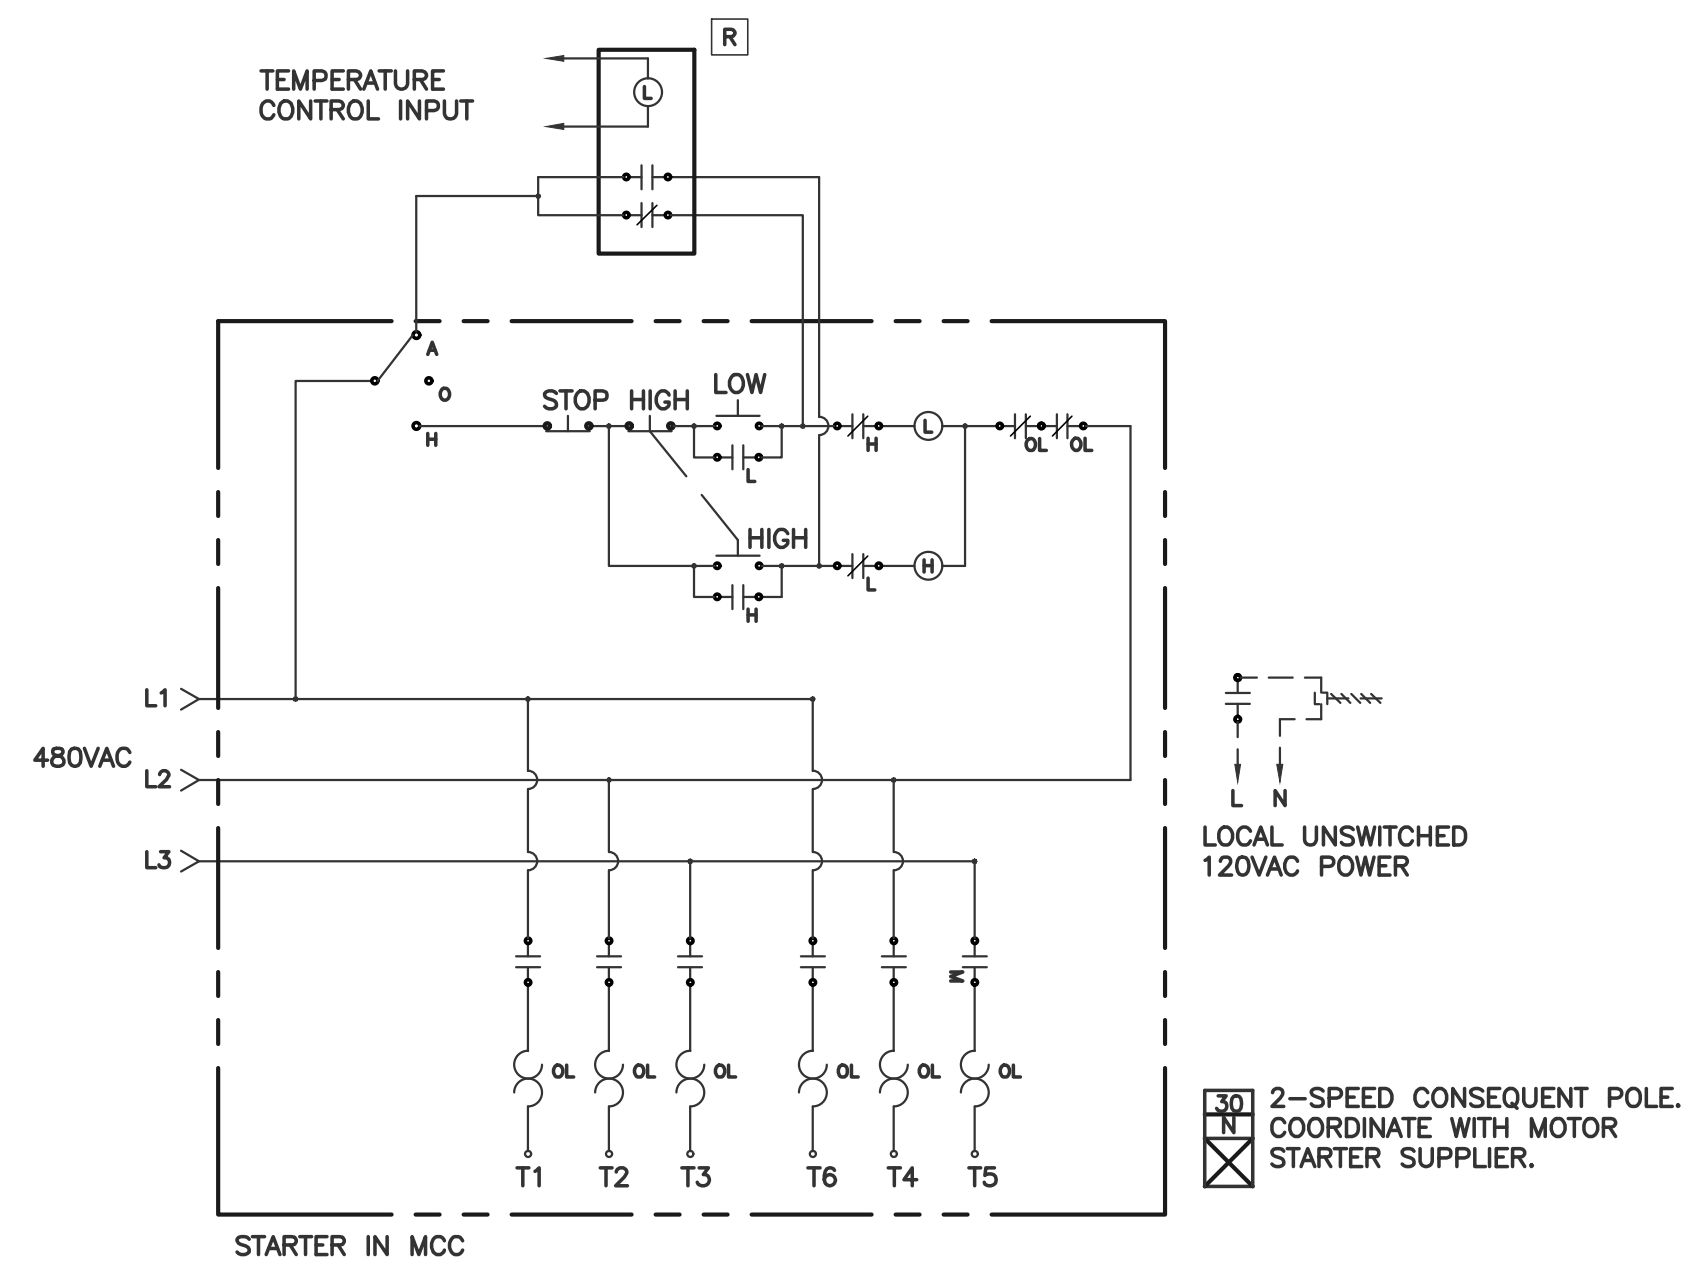 R
TEMPERATURE
CONTROL INPUT
L
A
O
H
STOP
HIGH
LOW
L
H
L
OL
OL
HIGH
H
L
H
L1
480VAC
L2
L3
L
N
LOCAL UNSWITCHED
120VAC POWER
M
OL
OL
OL
OL
OL
OL
T1
T2
T3
T6
T4
T5
30
N
2-SPEED CONSEQUENT POLE.
COORDINATE WITH MOTOR
STARTER SUPPLIER.
STARTER IN MCC